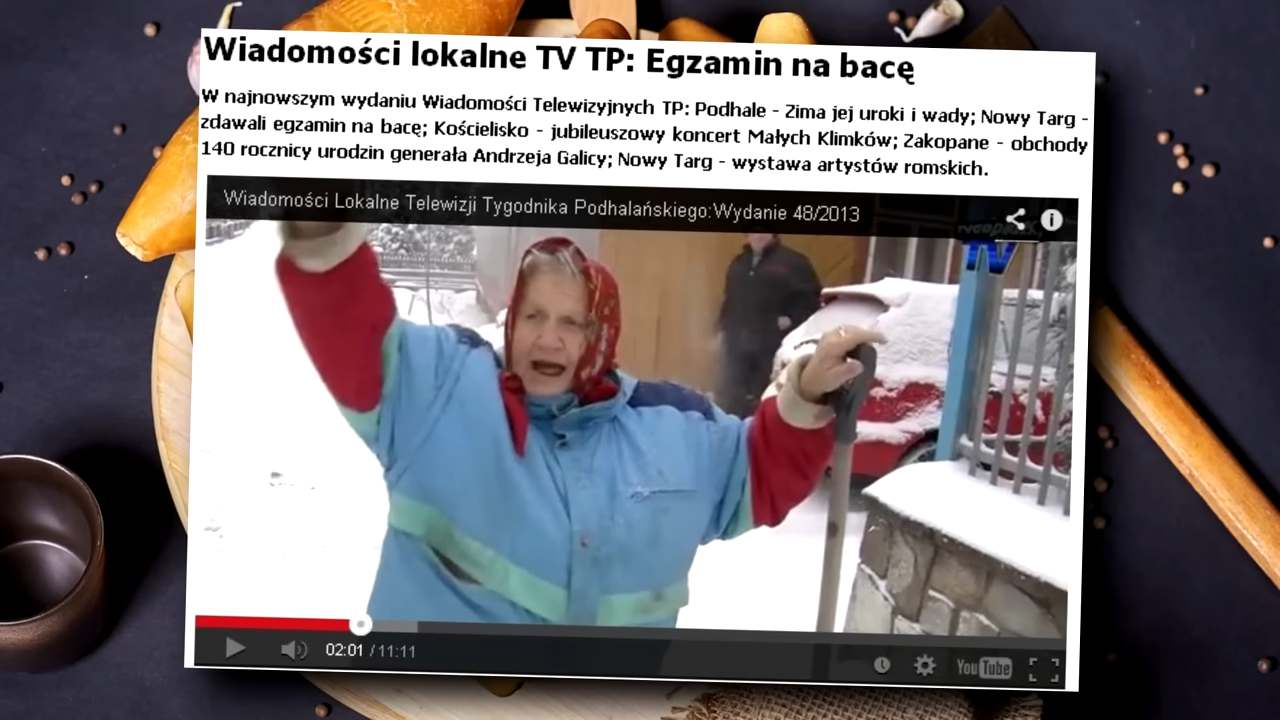 Wiadomości lokalne TV TP: Egzamin na bacę
W najnowszym wydaniu Wiadomości Telewizyjnych TP: Podhale - Zima jej uroki i wady; Nowy Targ -
zdawali egzamin na bacę; Kościelisko - jubileuszowy koncert Małych Klimków; Zakopane - obchody
140 rocznicy urodzin generała Andrzeja Galicy; Nowy Targ - wystawa artystów romskich.
Wiadomości Lokalne Telewizji Tygodnika Podhalańskiego:Wydanie 48/2013
TV
02:01 / 11:11
YouTube